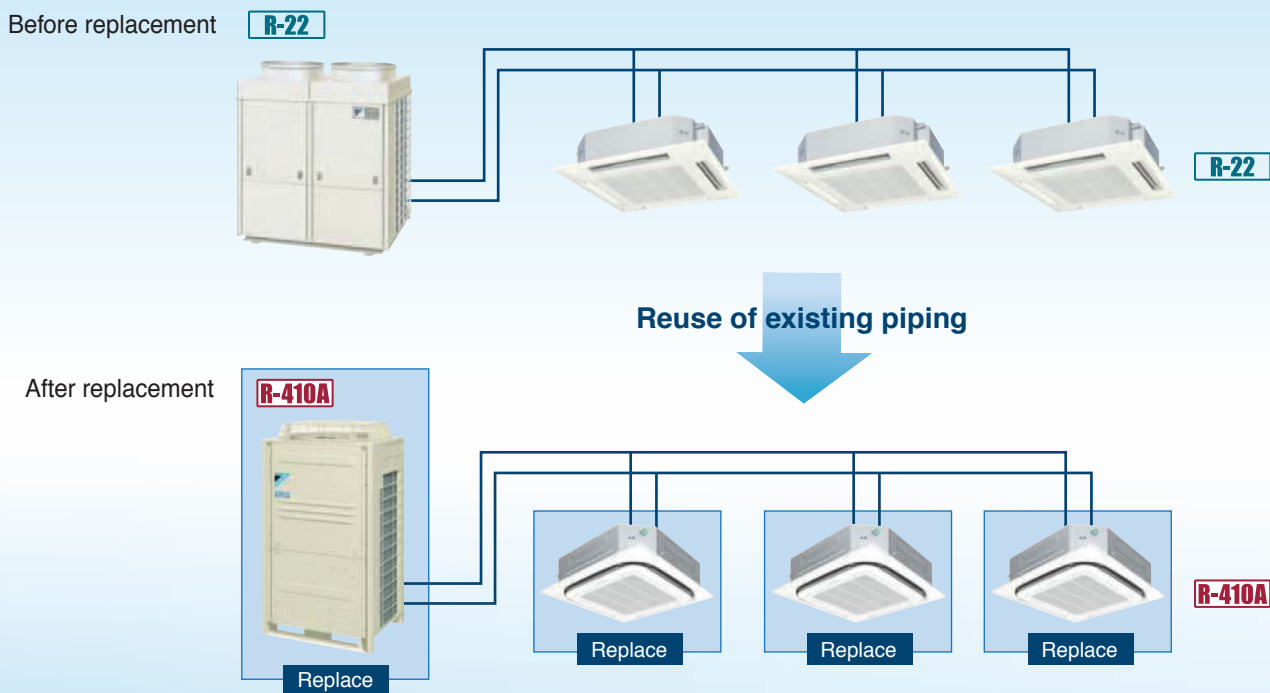 Before replacement
R-22
R-22
Reuse of existing piping
After replacement
R-410A
R-410A
Replace
Replace
Replace
Replace